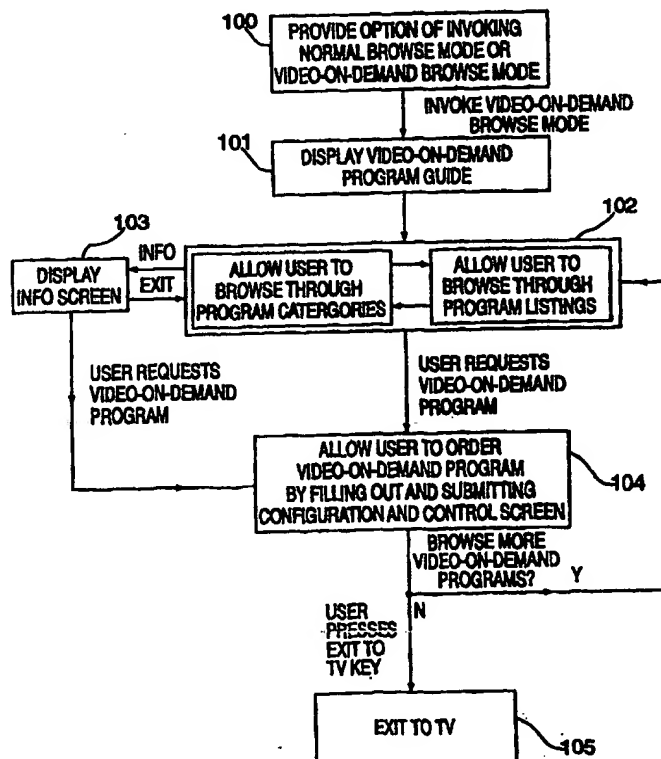 100
PROVIDE OPTION OF INVOKING
NORMAL BROWSE MODE OR
VIDEO-ON-DEMAND BROWSE MODE
INVOKE VIDEO-ON-DEMAND
BROWSE MODE
101
DISPLAY VIDEO-ON-DEMAND
PROGRAM GUIDE
102
103
DISPLAY
INFO SCREEN
INFO
EXIT
ALLOW USER TO
BROWSE THROUGH
PROGRAM CATERGORIES
ALLOW USER TO
BROWSE THROUGH
PROGRAM LISTINGS
USER REQUESTS
VIDEO-ON-DEMAND
PROGRAM
USER REQUESTS
VIDEO-ON-DEMAND
PROGRAM
ALLOW USER TO ORDER
VIDEO-ON-DEMAND PROGRAM
BY FILLING OUT AND SUBMITTING
CONFIGURATION AND CONTROL SCREEN
104
BROWSE MORE
VIDEO-ON-DEMAND
PROGRAMS?
Y
N
USER
PRESSES
EXIT TO
TV KEY
EXIT TO TV
105